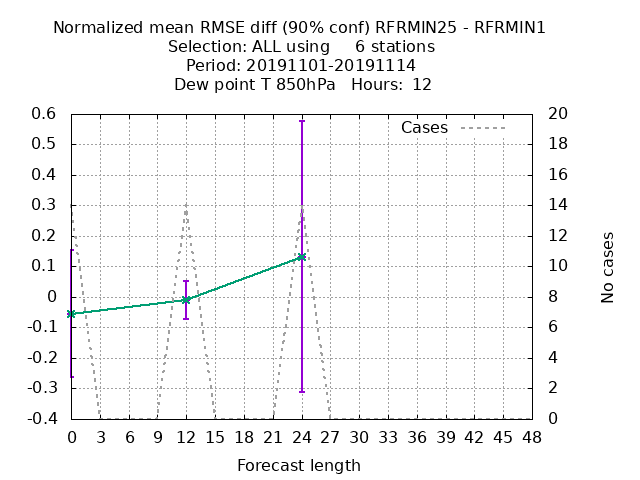 Normalized mean RMSE diff (90% conf) RFRMIN25 - RFRMIN1
Selection: ALL using     6 stations
Period: 20191101-20191114
Dew point T 850hPa   Hours:  12
Cases
0.6
0.5
0.4
0.3
0.2
0.1
0
-0.1
-0.2
-0.3
-0.4
20
18
16
14
12
10
8
6
4
2
0
No cases
0 3 6 9 12 15 18 21 24 27 30 33 36 39 42 45 48
Forecast length